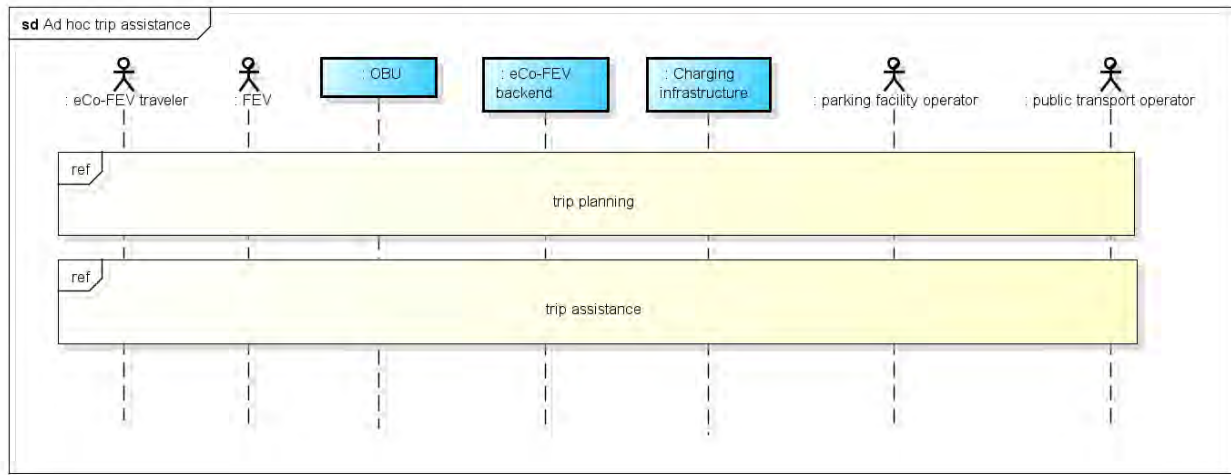 sd Ad hoc trip assistance
: eCo-FEV traveler
: FEV
: OBU
: eCo-FEV
backend
: Charging
infrastructure
: parking facility operator
: public transport operator
ref
trip planning
ref
trip assistance